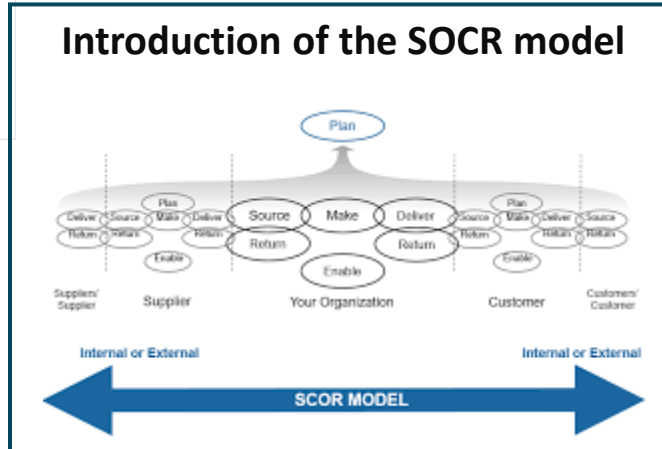 Introduction of the SOCR model
Plan
Plan Plan
Deliver Source Make Deliver Source Make Deliver Source Make Deliver Source
Return Return Return Return Return Return Return Return
Enable Enable Enable
Suppliers' Supplier Your Organization Customer Customers'
Supplier Customer
Internal or External Internal or External
SCOR MODEL